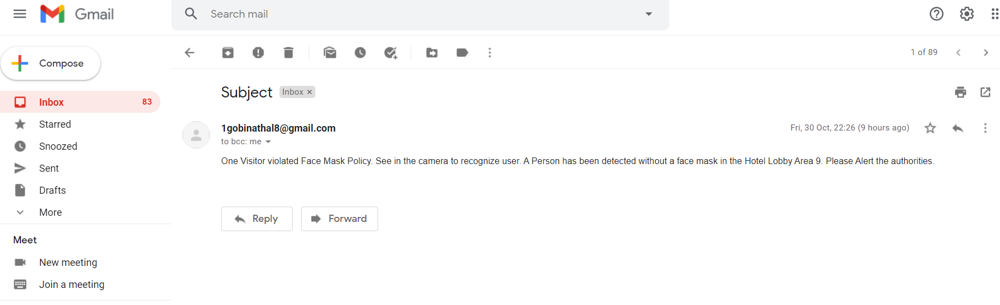 Gmail
Search mail
Compose
1 of 89
Subject Inbox ×
Inbox 83
Starred
Snoozed
Sent
Drafts
More
1gobinathal8@gmail.com
Fri, 30 Oct, 22:26 (9 hours ago)
to bcc: me
One Visitor violated Face Mask Policy. See in the camera to recognize user. A Person has been detected without a face mask in the Hotel Lobby Area 9. Please Alert the authorities.
Reply
Forward
Meet
New meeting
Join a meeting